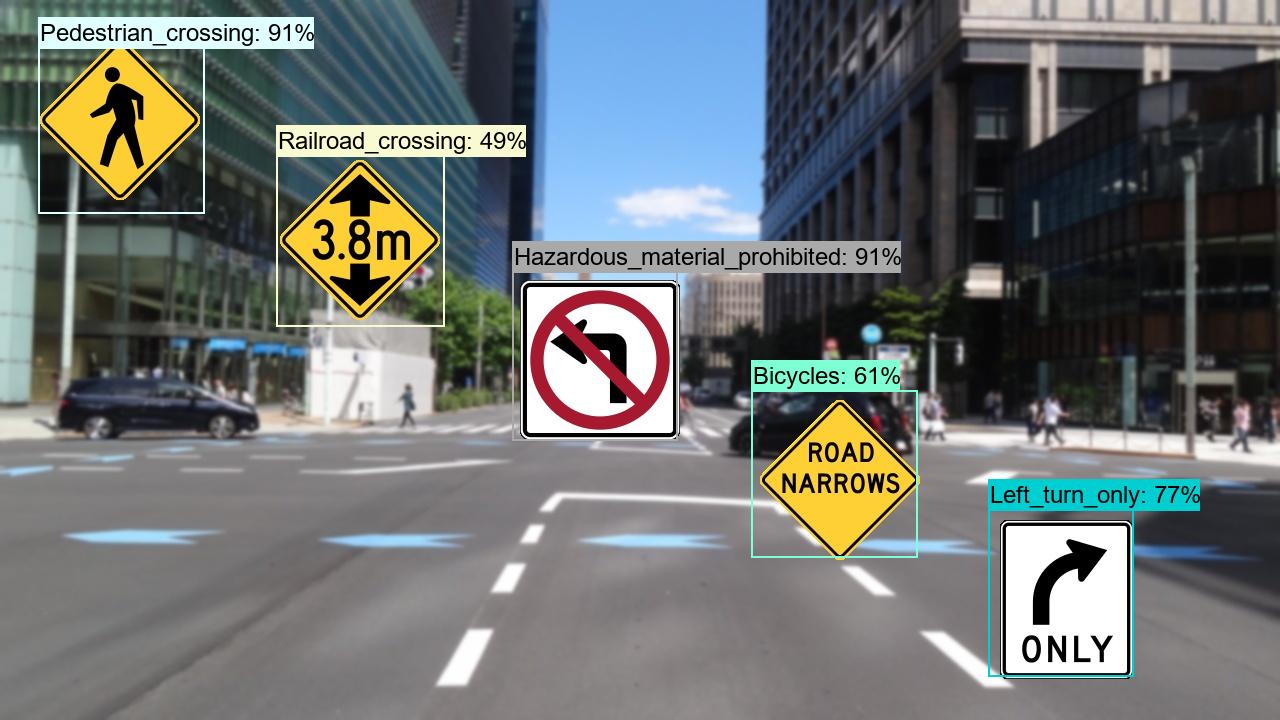 Pedestrian_crossing: 91%
Railroad_crossing: 49%
3.8m
Hazardous_material_prohibited: 91%
Bicycles: 61%
ROAD
NARROWS
Left_turn_only: 77%
ONLY